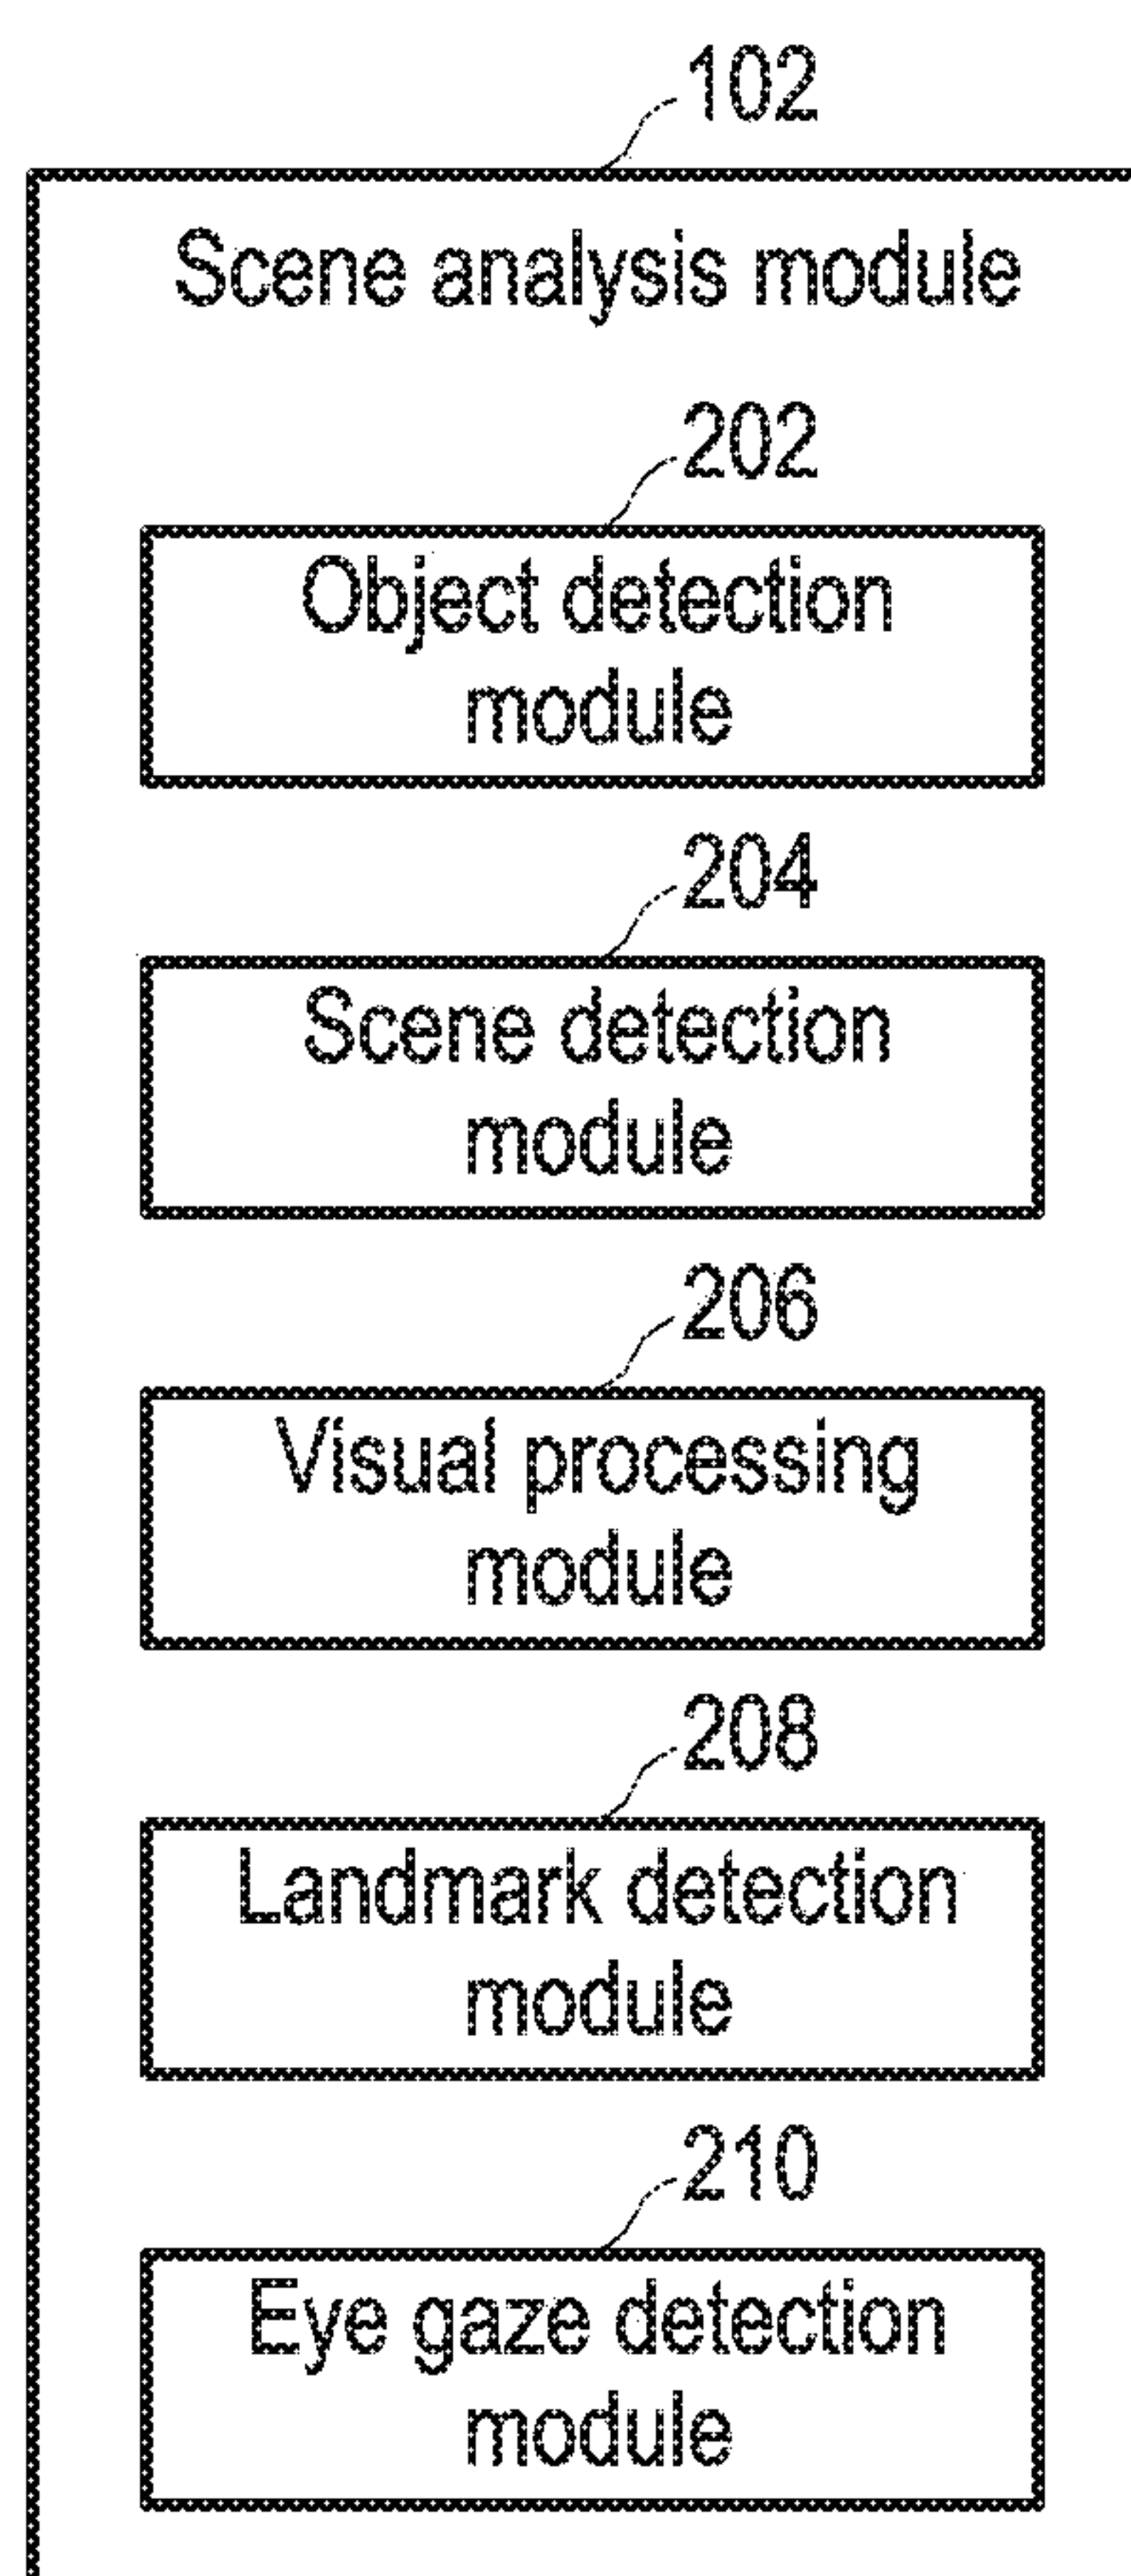 102
Scene analysis module
202
Object detection
module
204
Scene detection
module
206
Visual processing
module
208
Landmark detection
module
210
Eye gaze detection
module